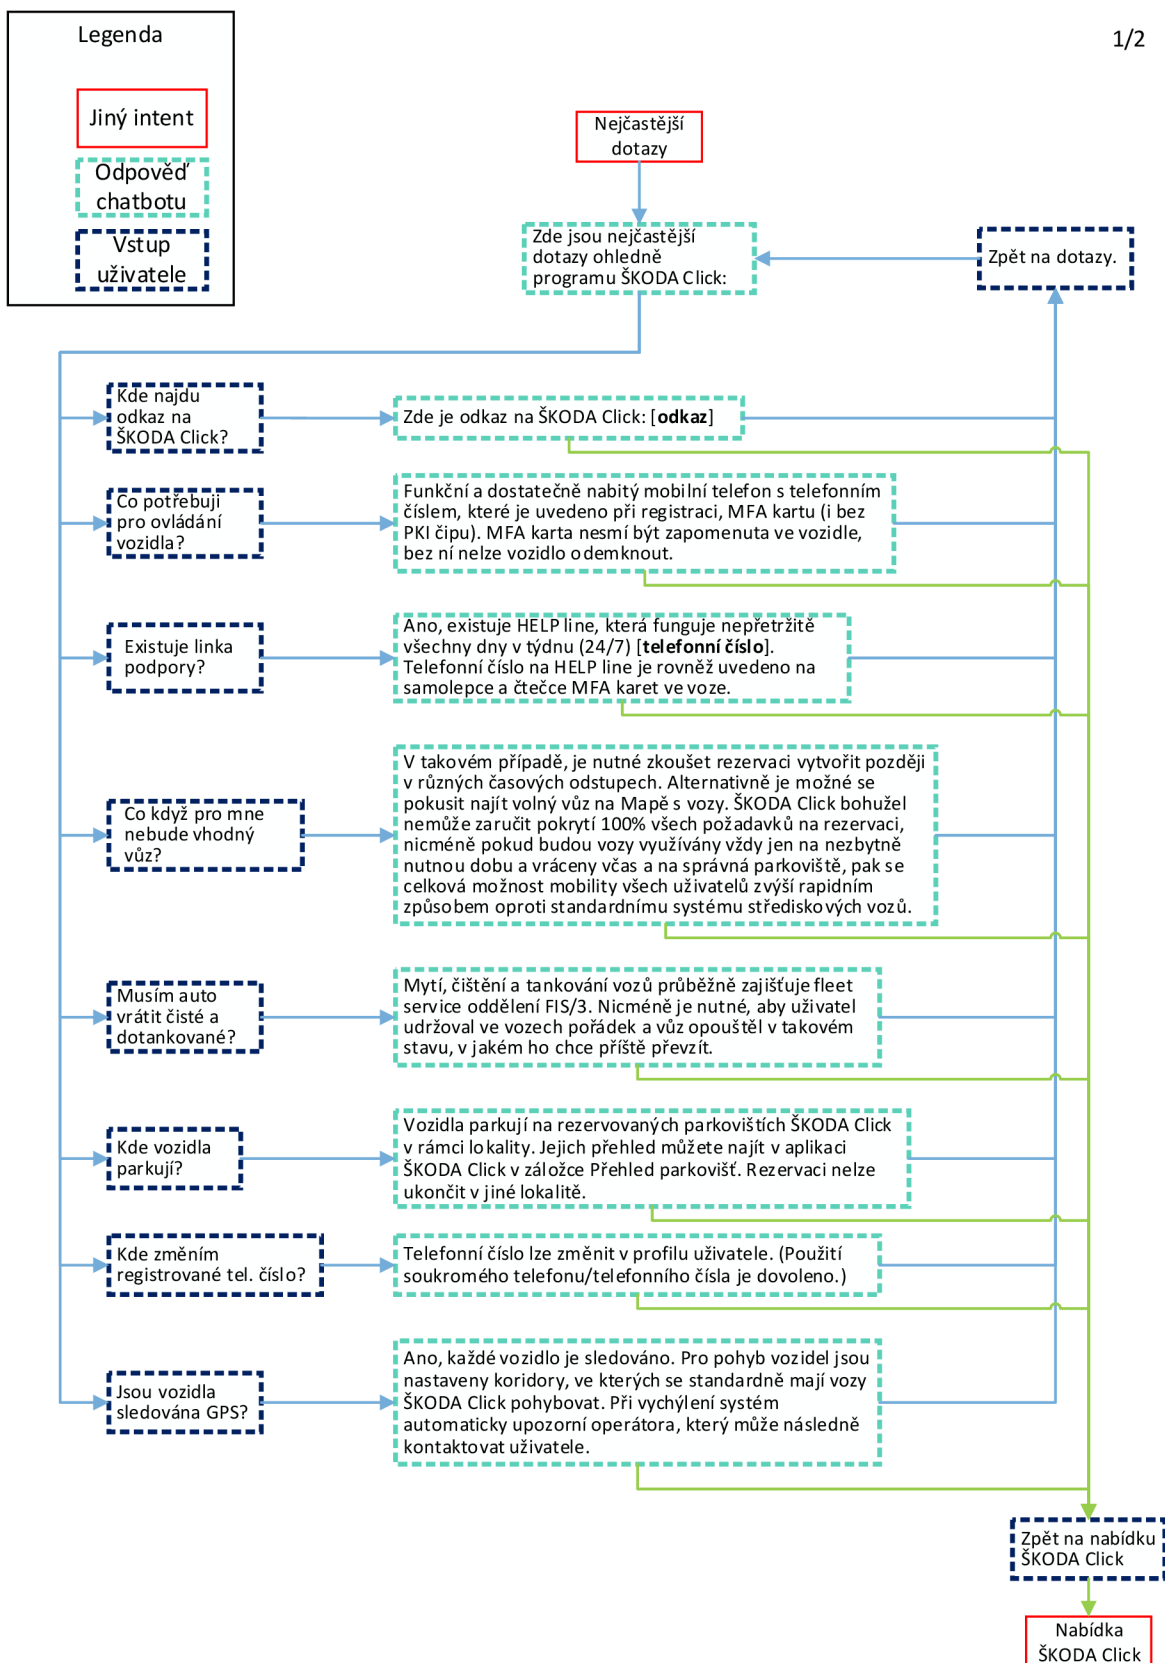 Legenda
1/2
Jiný intent
Odpověď
chatbotu
Vstup
uživatele
Nejčastější
dotazy
Zde jsou nejčastější
dotazy ohledně
programu ŠKODA Click:
Zpět na dotazy.
Kde najdu
odkaz na
ŠKODA Click?
Zde je odkaz na ŠKODA Click: [odkaz]
Co potřebuji
pro ovládání
vozidla?
Funkční a dostatečně nabitý mobilní telefon s telefonním
číslem, které je uvedeno při registraci, MFA kartu (i bez
PKI čipu). MFA karta nesmí být zapomenuta ve vozidle,
bez ní nelze vozidlo odemknout.
Existuje linka
podpory?
Ano, existuje HELP line, která funguje nepřetržitě
všechny dny v týdnu (24/7) [telefonní číslo].
Telefonní číslo na HELP line je rovněž uvedeno na
samolepce a čtečce MFA karet ve voze.
Co když pro mne
nebude vhodný
vůz?
V takovém případě, je nutné zkoušet rezervaci vytvořit později
v různých časových odstupech. Alternativně je možné se
pokusit najít volný vůz na Mapě s vozy. ŠKODA Click bohužel
nemůže zaručit pokrytí 100% všech požadavků na rezervaci,
nicméně pokud budou vozy využívány vždy jen na nezbytně
nutnou dobu a vráceny včas a na správná parkoviště, pak se
celková možnost mobility všech uživatelů zvýší rapidním
způsobem oproti standardnímu systému střediskových vozů.
Musím auto
vrátit čisté a
dotankované?
Mytí, čištění a tankování vozů průběžně zajišťuje fleet
service oddělení FIS/3. Nicméně je nutné, aby uživatel
udržoval ve vozech pořádek a vůz opouštěl v takovém
stavu, v jakém ho chce příště převzít.
Kde vozidla
parkují?
Vozidla parkují na rezervovaných parkovištích ŠKODA Click
v rámci lokality. Jejich přehled můžete najít v aplikaci
ŠKODA Click v záložce Přehled parkovišť. Rezervaci nelze
ukončit v jiné lokalitě.
Kde změním
registrované tel. číslo?
Telefonní číslo lze změnit v profilu uživatele. (Použití
soukromého telefonu/telefonního čísla je dovoleno.)
Jsou vozidla
sledována GPS?
Ano, každé vozidlo je sledováno. Pro pohyb vozidel jsou
nastaveny koridory, ve kterých se standardně mají vozy
ŠKODA Click pohybovat. Při vychýlení systém
automaticky upozorní operátora, který může následně
kontaktovat uživatele.
Zpět na nabídku
ŠKODA Click
Nabídka
ŠKODA Click